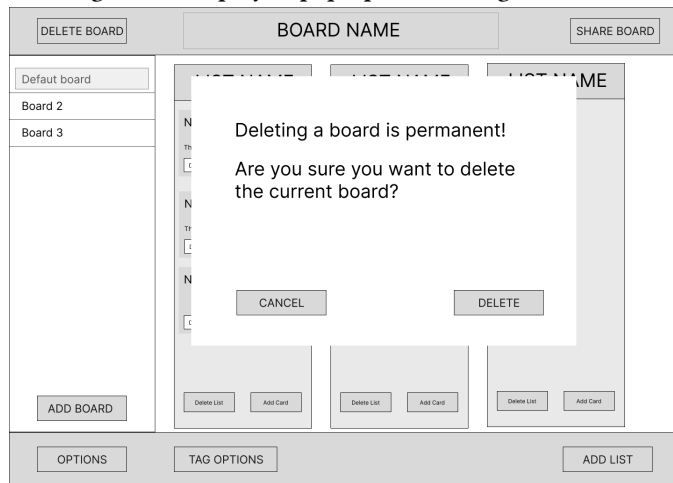 DELETE BOARD
BOARD NAME
SHARE BOARD
Defaut board
Board 2
Board 3
NAME
Deleting a board is permanent!
Are you sure you want to delete
the current board?
CANCEL
DELETE
Delete List
Add Card
Delete List
Add Card
Delete List
Add Card
ADD BOARD
OPTIONS
TAG OPTIONS
ADD LIST